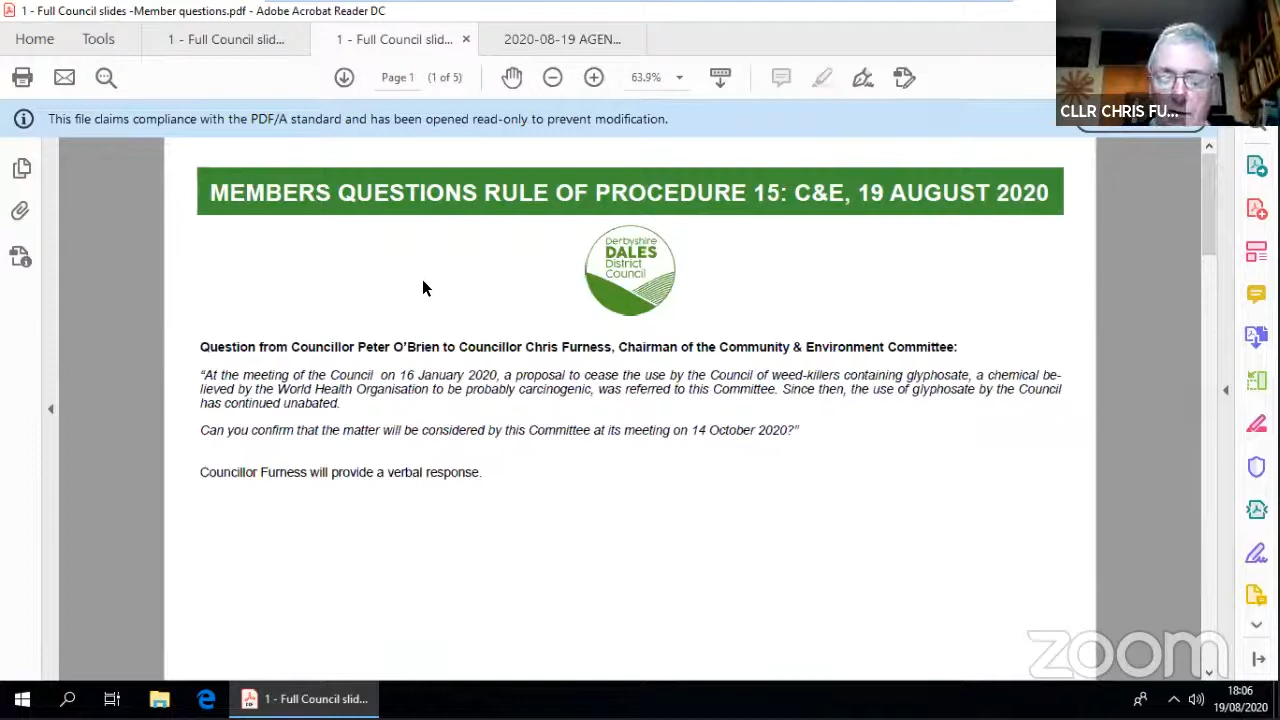 1 - Full Council slides -Member questions.pdf - Adobe Acrobat Reader DC
Home
Tools
1 - Full Council slid...
1 - Full Council slid... ×
2020-08-19 AGEN...
Page 1 (1 of 5)
63.9%
CLLR CHRIS FU...
This file claims compliance with the PDF/A standard and has been opened read-only to prevent modification.
MEMBERS QUESTIONS RULE OF PROCEDURE 15: C&E, 19 AUGUST 2020
Derbyshire
DALES
District
Council
Question from Councillor Peter O'Brien to Councillor Chris Furness, Chairman of the Community & Environment Committee:
“At the meeting of the Council on 16 January 2020, a proposal to cease the use by the Council of weed-killers containing glyphosate, a chemical be-
lieved by the World Health Organisation to be probably carcinogenic, was referred to this Committee. Since then, the use of glyphosate by the Council
has continued unabated.
Can you confirm that the matter will be considered by this Committee at its meeting on 14 October 2020?”
Councillor Furness will provide a verbal response.
zoom
1 - Full Council slid...
18:06
19/08/2020